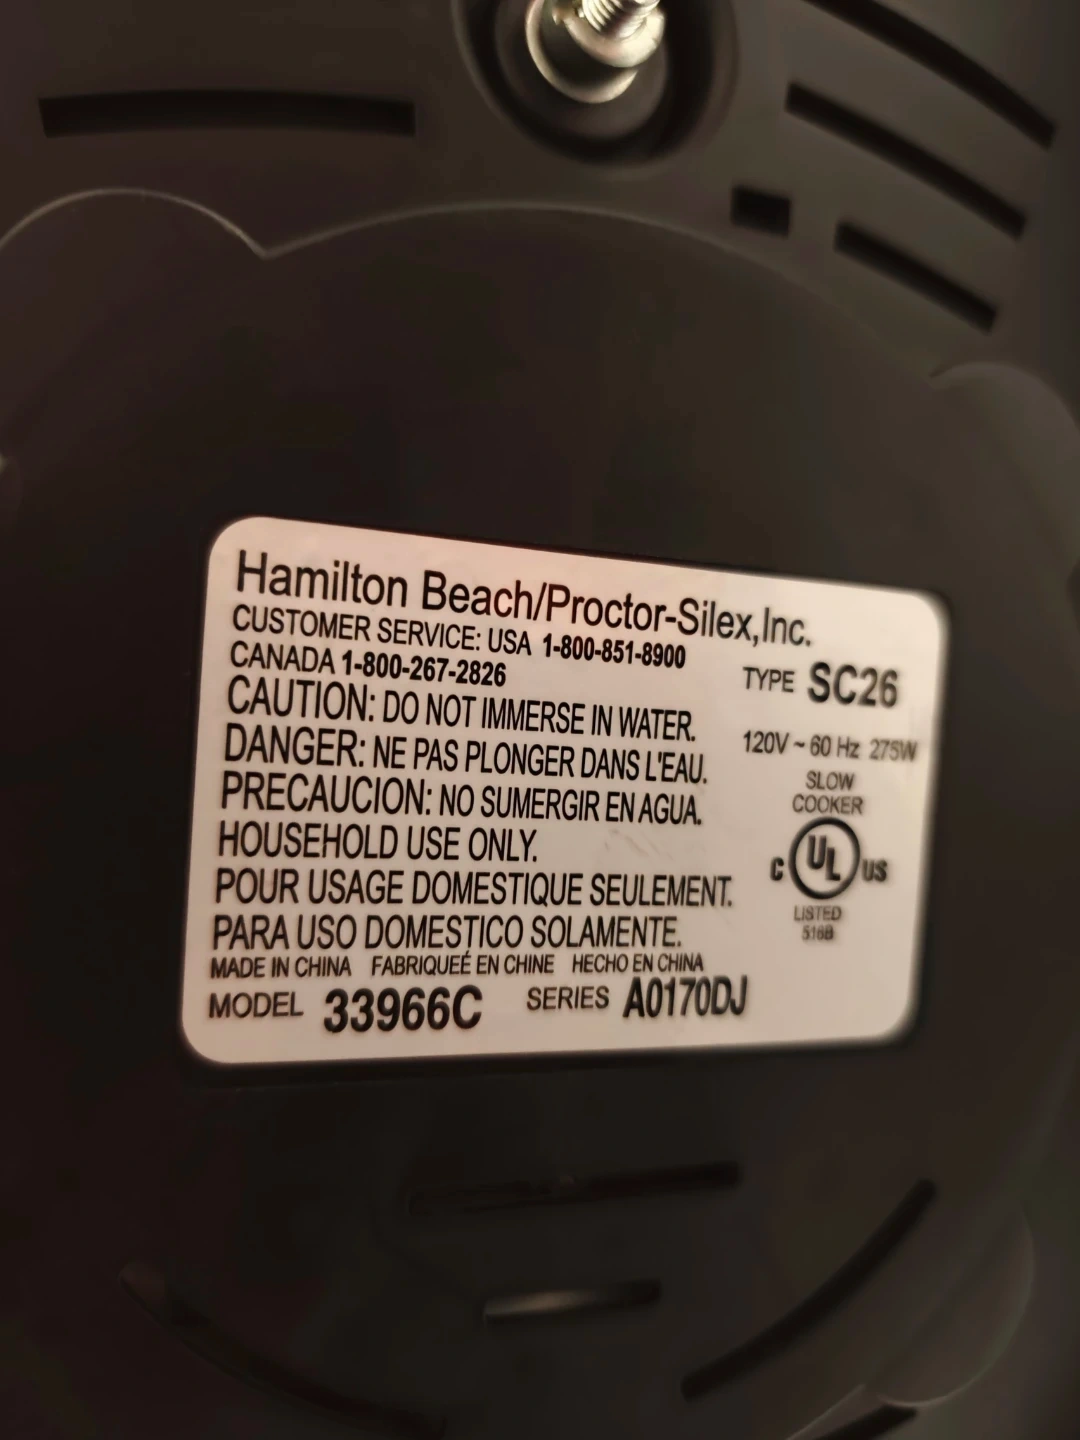 Hamilton Beach/Proctor-Silex,Inc.
CUSTOMER SERVICE: USA 1-800-851-8900
CANADA 1-800-267-2826
TYPE SC26
CAUTION: DO NOT IMMERSE IN WATER.
DANGER: NE PAS PLONGER DANS L'EAU.
120V ~ 60 Hz 275W
PRECAUCION: NO SUMERGIR EN AGUA.
SLOW
COOKER
HOUSEHOLD USE ONLY.
C UL US
POUR USAGE DOMESTIQUE SEULEMENT.
LISTED
516B
PARA USO DOMESTICO SOLAMENTE.
MADE IN CHINA FABRIQUEÉ EN CHINE HECHO EN CHINA
MODEL 33966C SERIES A0170DJ